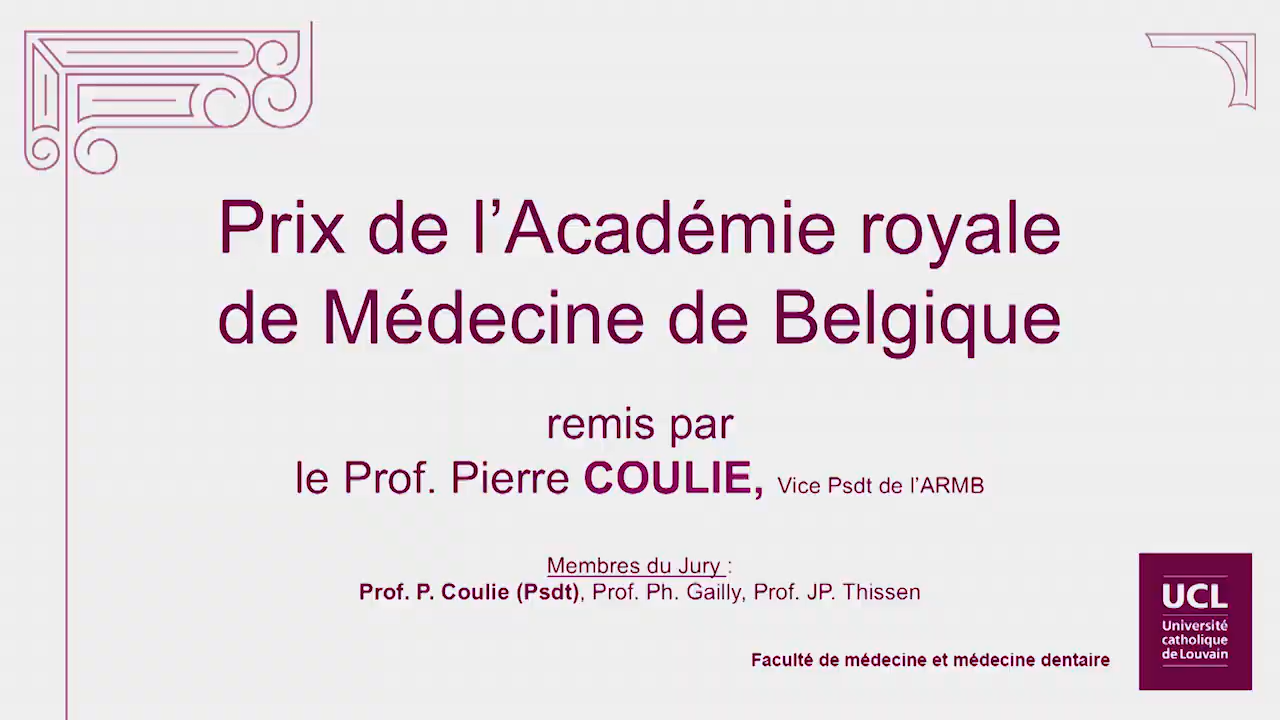 Prix de l’Académie royale
de Médecine de Belgique
remis par
le Prof. Pierre COULIE, Vice Psdt de l’ARMB
Membres du Jury :
Prof. P. Coulie (Psdt), Prof. Ph. Gailly, Prof. JP. Thissen
Faculté de médecine et médecine dentaire
UCL
Université
catholique
de Louvain